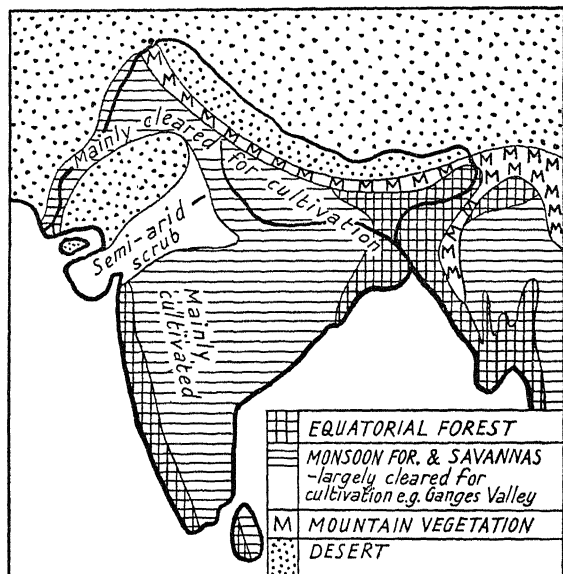 Mainly cleared for cultivation
Semi-arid
scrub
Mainly
cultivated
EQUATORIAL FOREST
MONSOON FOR. & SAVANNAS
-largely cleared for
cultivation e.g. Ganges Valley
M MOUNTAIN VEGETATION
DESERT